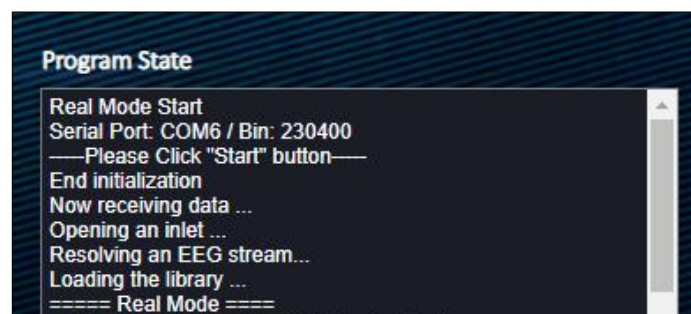 Program State
Real Mode Start
Serial Port: COM6 / Bin: 230400
-----Please Click "Start" button-----
End initialization
Now receiving data ...
Opening an inlet ...
Resolving an EEG stream...
Loading the library ...
===== Real Mode ====